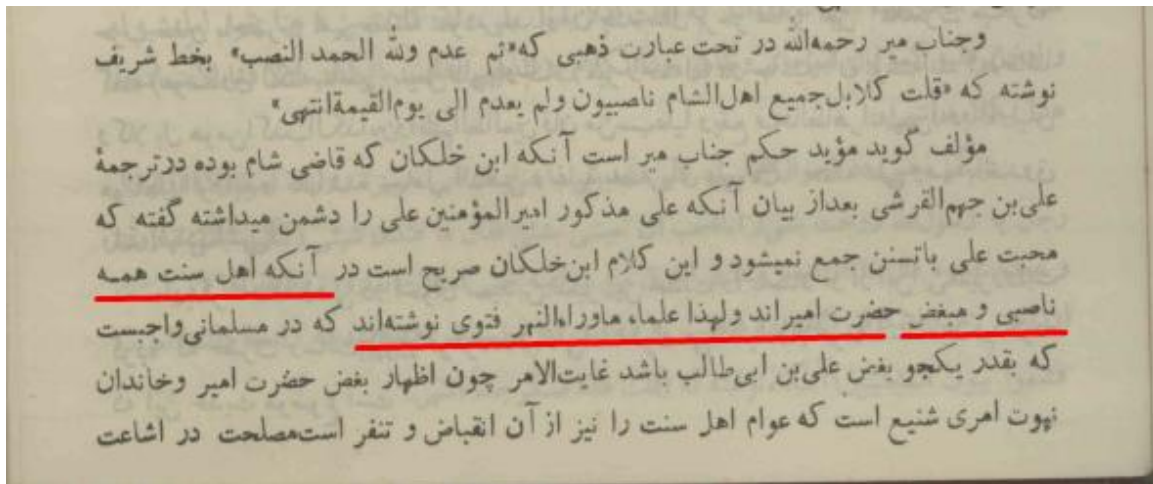 وجناب میر رحمه‌الله در تحت عبارت ذهبی که«ثم عدم ولله الحمد النصب» بخط شریف
نوشته که «قلت کلابل‌جمیع اهل‌الشام ناصبیون ولم یعدم الی یوم‌القیمة‌انتهی»
مؤلف گوید مؤید حکم جناب میر است آنکه ابن خلکان که قاضی شام بوده درترجمهٔ
علی‌بن جهم‌القرشی بعداز بیان آنکه علی مذکور امیرالمؤمنین علی را دشمن میداشته گفته که
محبت علی باتسنن جمع نمیشود و این کلام ابن‌خلکان صریح است در آنکه اهل سنت همه
ناصبی و مبغض حضرت امیراند ولهذا علماء ماوراءالنهر فتوی نوشته‌اند که در مسلمانی‌واجبست
که بقدر یکجو بغض علی‌بن ابی‌طالب باشد غایت‌الامر چون اظهار بغض حضرت امیر وخاندان
نبوت امری شنیع است که عوام اهل سنت را نیز از آن انقباض و تنفر است‌مصلحت در اشاعت